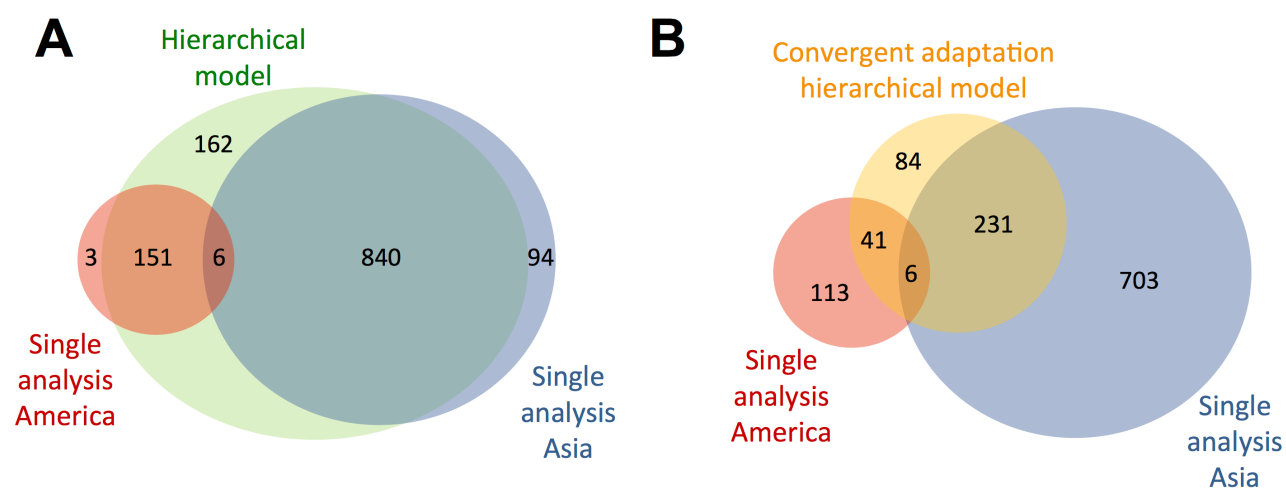 A
Hierarchical
model
162
3
151
6
840
94
Single
analysis
America
Single
analysis
Asia
B
Convergent adaptation
hierarchical model
84
231
41
6
113
703
Single
analysis
America
Single
analysis
Asia